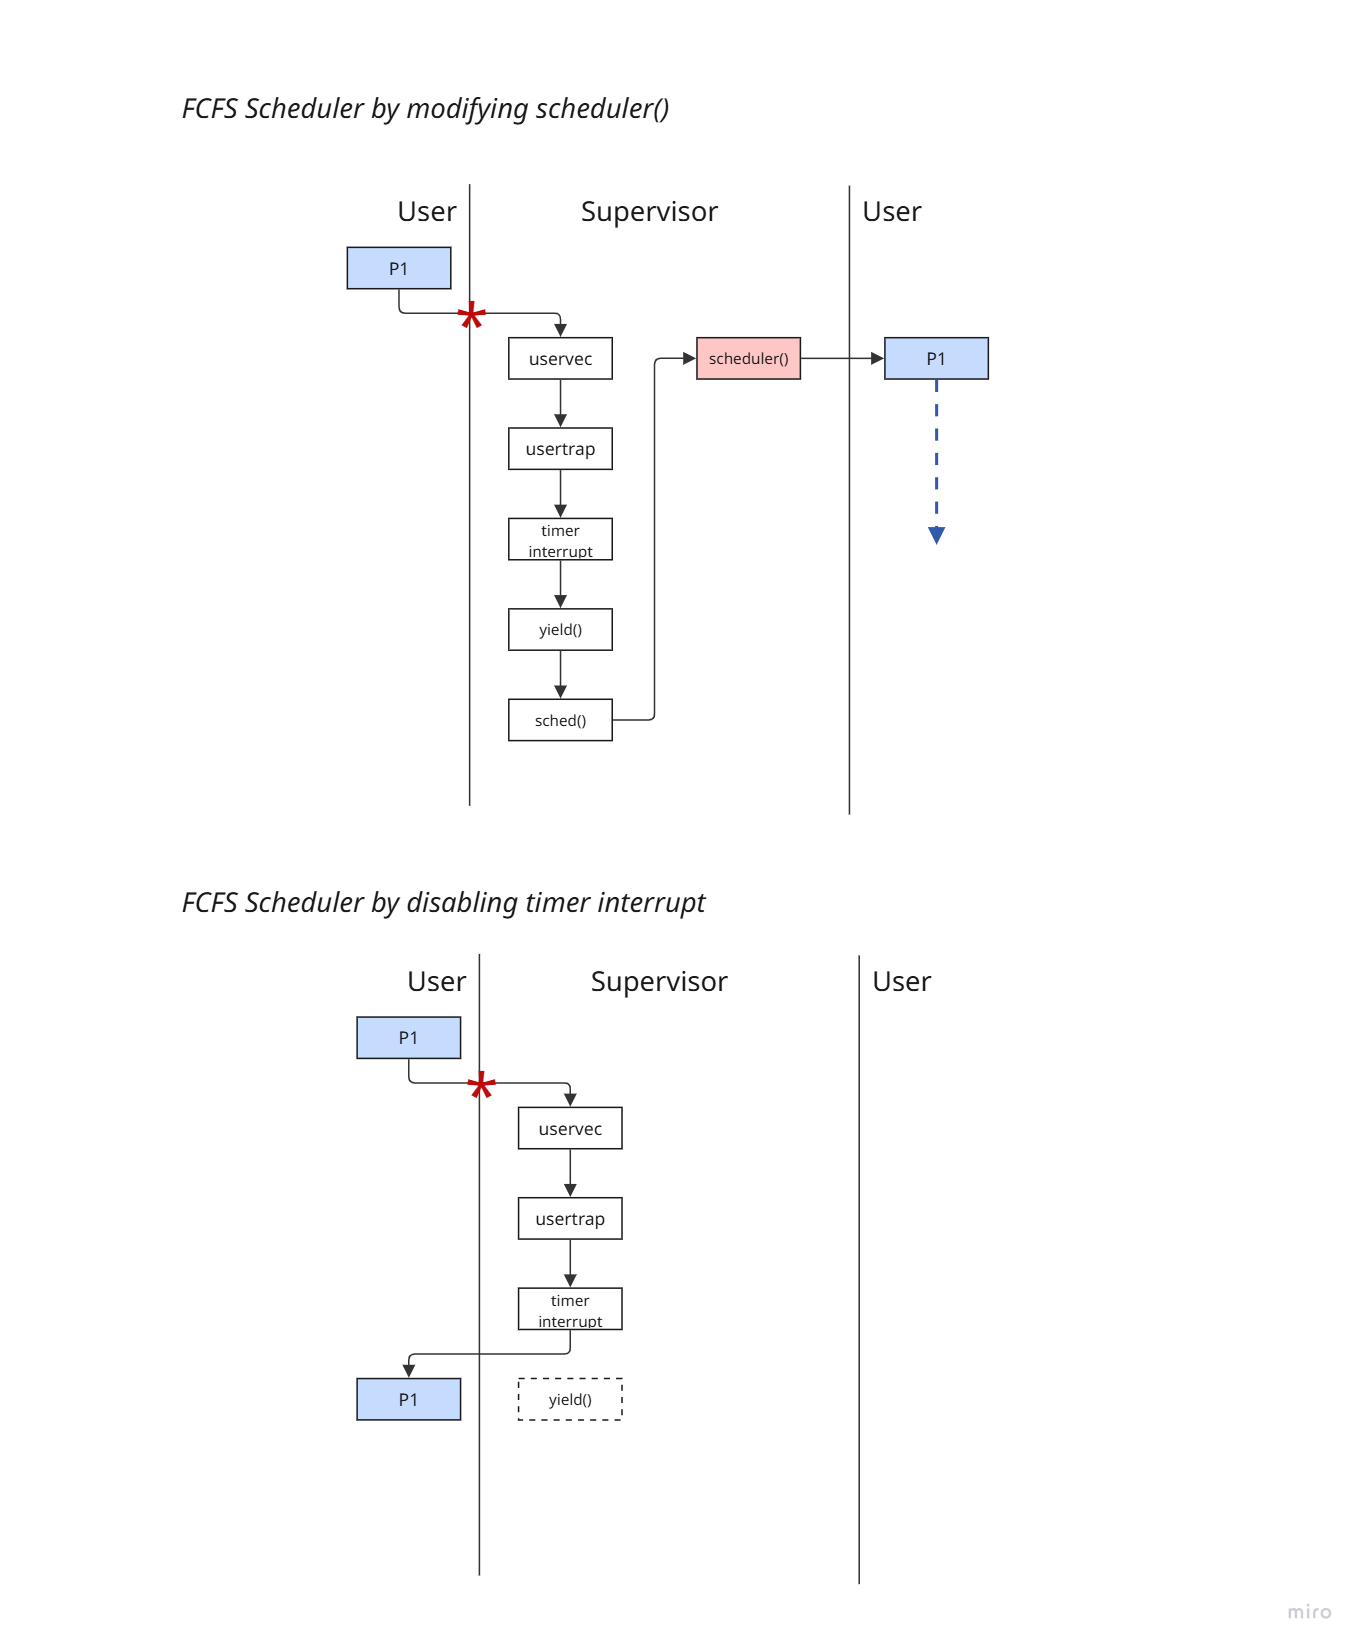 FCFS Scheduler by modifying scheduler()
User
Supervisor
User
P1
uservec
scheduler()
P1
usertrap
timer
interrupt
yield()
sched()
FCFS Scheduler by disabling timer interrupt
User
Supervisor
User
P1
uservec
usertrap
timer
interrupt
P1
yield()
miro